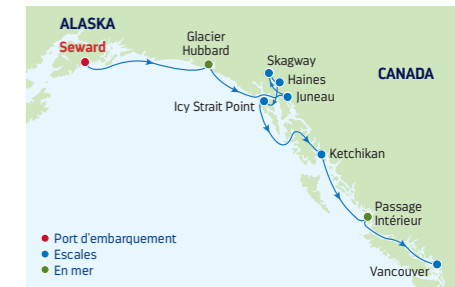 ALASKA
Seward
Glacier
Hubbard
Skagway
Haines
Juneau
CANADA
Icy Strait Point
Ketchikan
Passage
Intérieur
Vancouver
Port d'embarquement
Escales
En mer